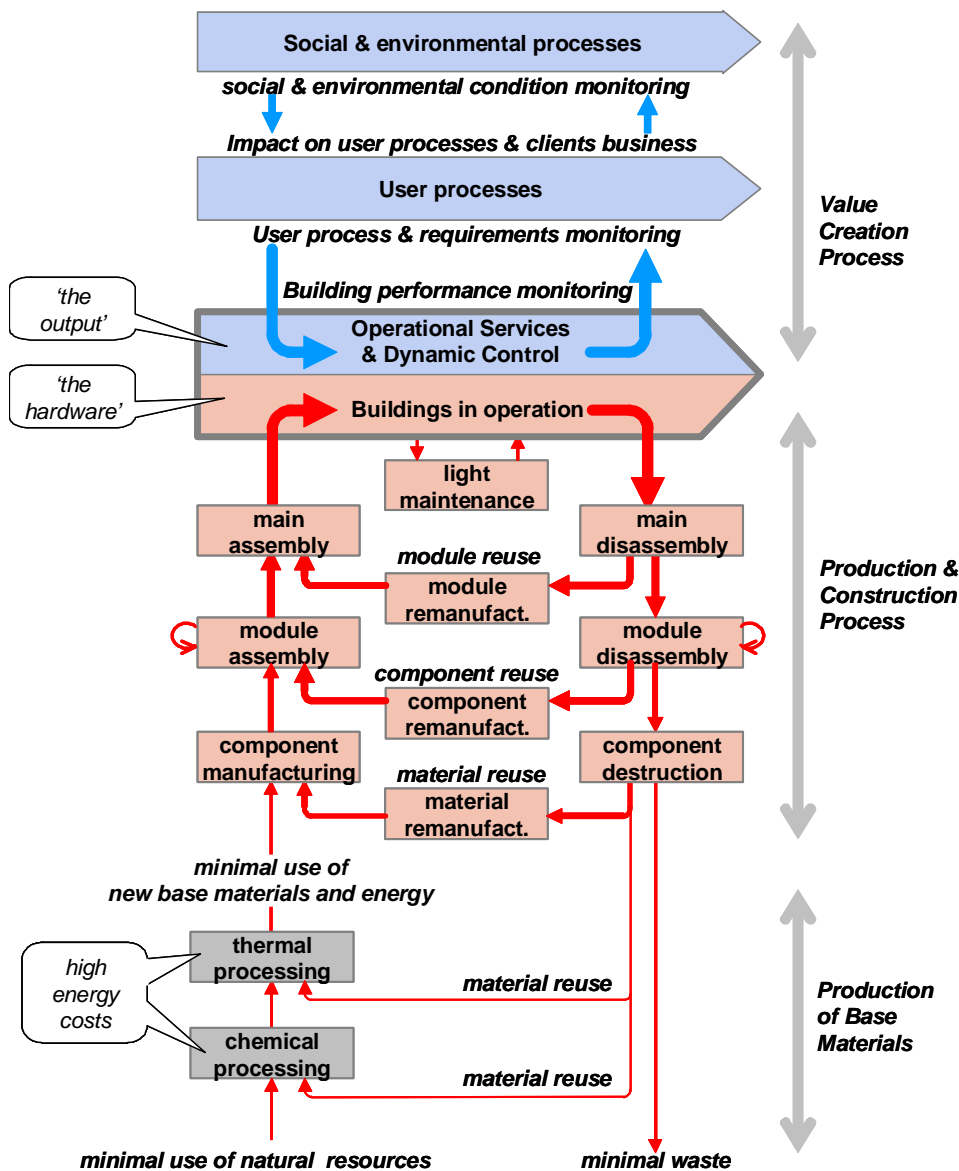 Social & environmental processes
social & environmental condition monitoring
Impact on user processes & clients business
User processes
User process & requirements monitoring
Value
Creation
Process
Building performance monitoring
‘the
output’
Operational Services
& Dynamic Control
‘the
hardware’
Buildings in operation
light
maintenance
main
assembly
main
disassembly
module reuse
module
remanufact.
Production &
Construction
Process
module
assembly
module
disassembly
component reuse
component
remanufact.
component
manufacturing
component
destruction
material reuse
material
remanufact.
minimal use of
new base materials and energy
thermal
processing
high
energy
costs
material reuse
Production
of Base
Materials
chemical
processing
material reuse
minimal use of natural resources
minimal waste